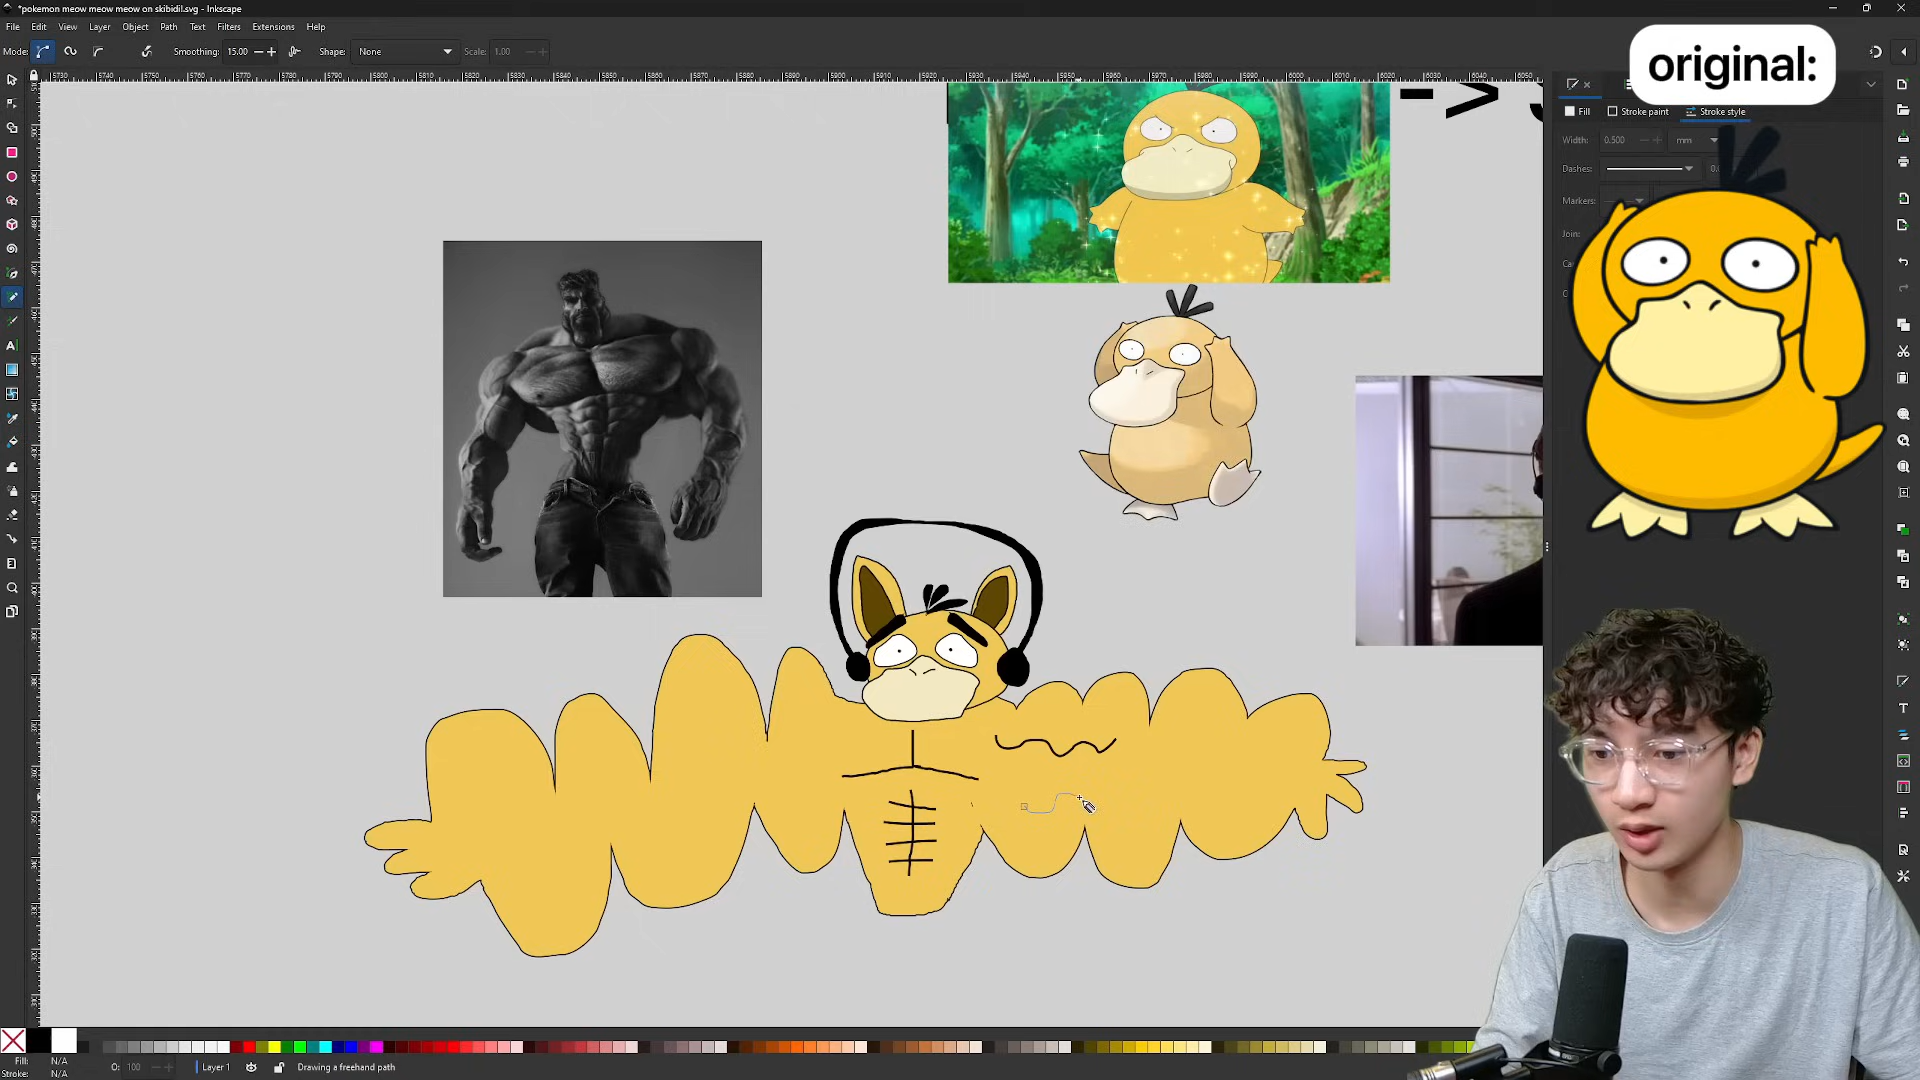 *pokemon meow meow meow on skibidi!.svg - Inkscape
File Edit View Layer Object Path Text Filters Extensions Help
Mode: Smoothing: 15.00 Shape: None Scale: 1.00
original:
->
Fill Stroke paint Stroke style
Width: 0.500 mm
Dashes:
Markers:
Join:
Fill: N/A
O: 100 Layer 1 Drawing a freehand path
Stroke: N/A